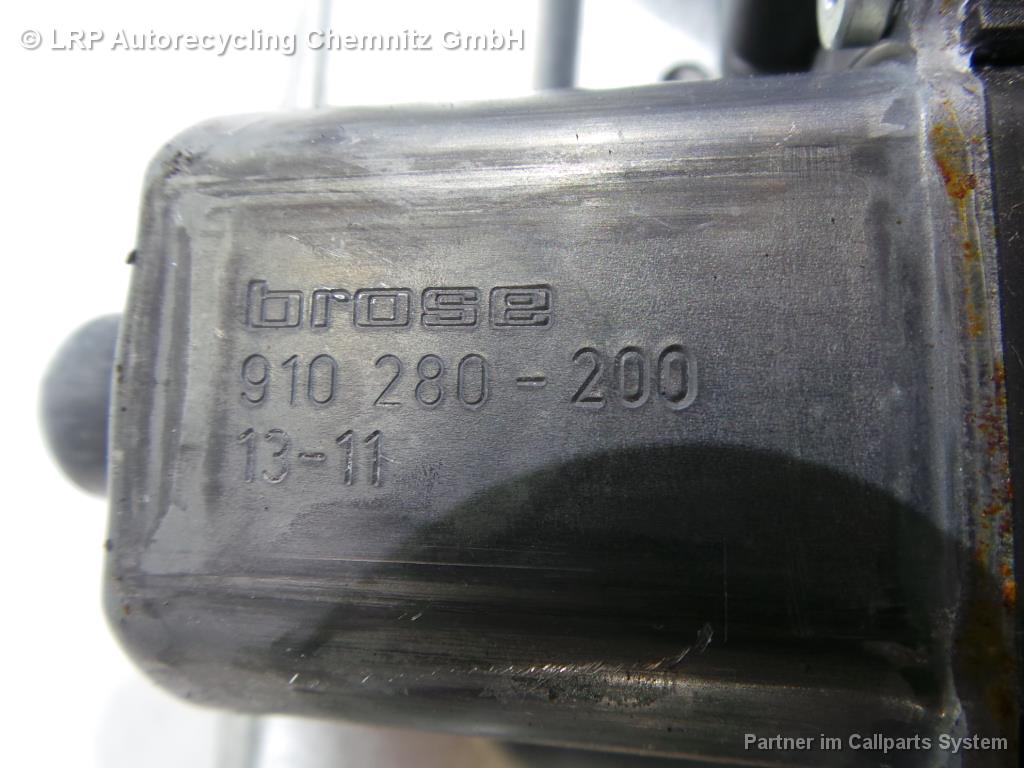 © LRP Autorecycling Chemnitz GmbH
brose
910 280-200
13-11
Partner im Callparts System